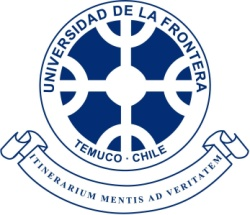 UNIVERSIDAD DE LA FRONTERA
TEMUCO · CHILE
ITINERARIUM MENTIS AD VERITATEM